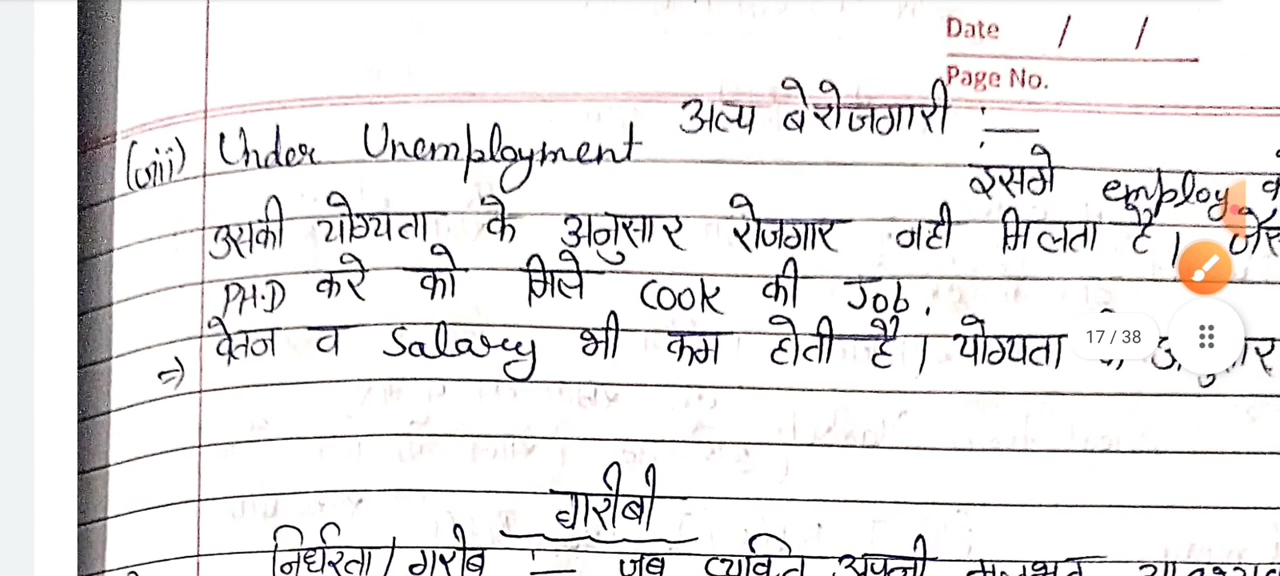 Date / /
Page No.
(viii) Under Unemployment अल्प बेरोजगारी :—
इसमे employ
उसकी योग्यता के अनुसार रोजगार नही मिलता है।
PH.D करे को मिले Cook की Job.
⇒ वेतन व Salary भी कम होती है। योग्यता
17 / 38
गरीबी
निर्धरता / गरीब :— जब व्यक्ति अपनी